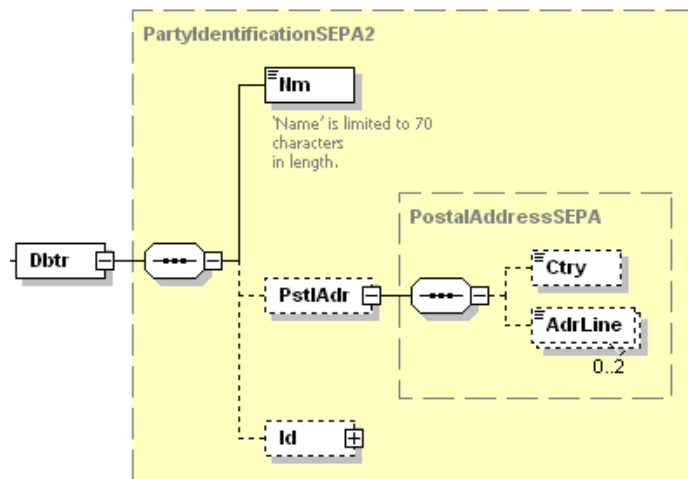 PartyIdentificationSEPA2
Nm
'Name' is limited to 70
characters
in length.
PostalAddressSEPA
Dbtr
Ctry
PstlAdr
AdrLine
0..2
Id